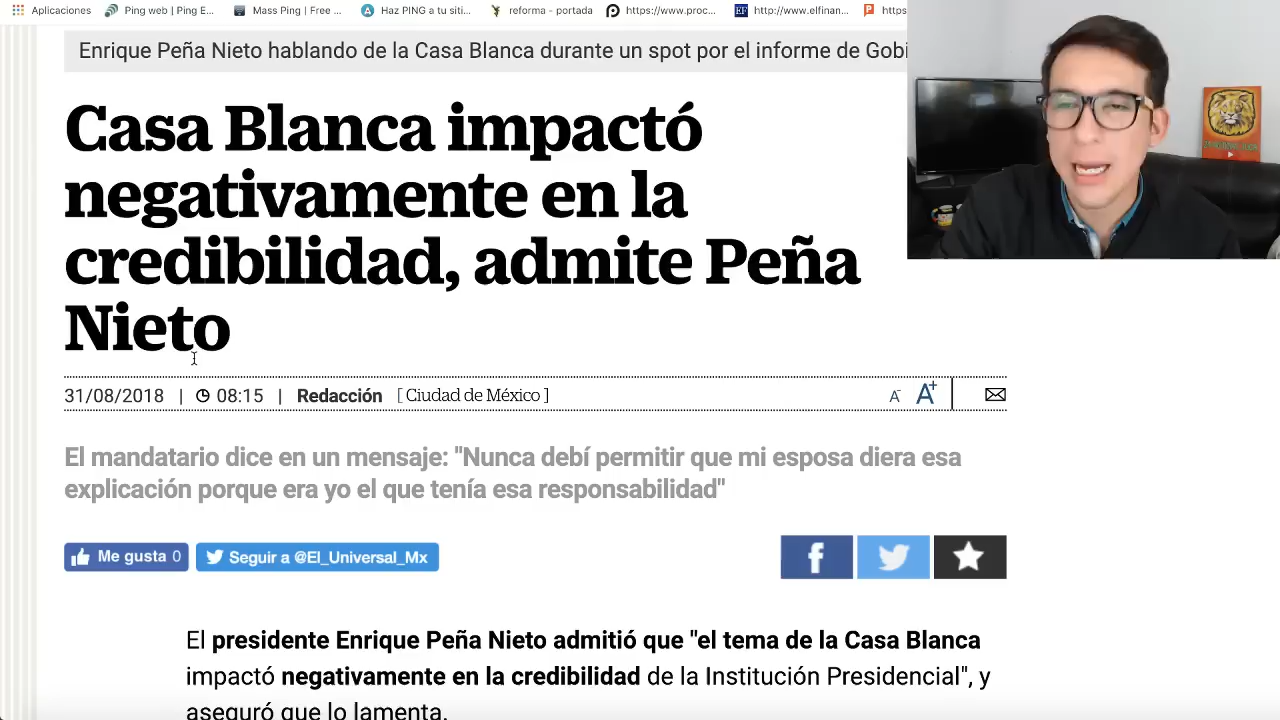 Aplicaciones
Ping web | Ping E...
Mass Ping | Free ...
Haz PING a tu siti...
reforma - portada
https://www.proc...
http://www.elfinan...
https
Enrique Peña Nieto hablando de la Casa Blanca durante un spot por el informe de Gobi
Casa Blanca impactó
negativamente en la
credibilidad, admite Peña
Nieto
31/08/2018 | 08:15 | Redacción [ Ciudad de México ]
A- A+
El mandatario dice en un mensaje: "Nunca debí permitir que mi esposa diera esa
explicación porque era yo el que tenía esa responsabilidad"
Me gusta 0
Seguir a @El_Universal_Mx
El presidente Enrique Peña Nieto admitió que "el tema de la Casa Blanca
impactó negativamente en la credibilidad de la Institución Presidencial", y
aseguró que lo lamenta.